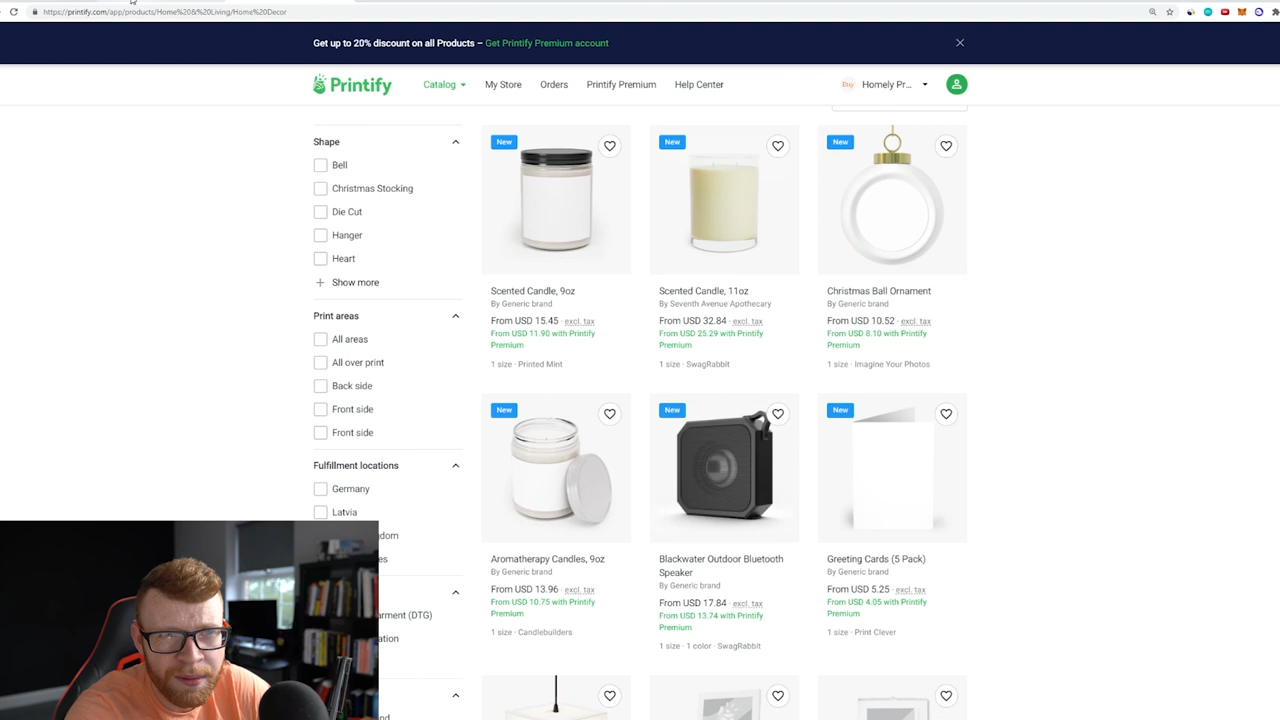 https://printify.com/app/products/Home%20&%20Living/Home%20Decor
Get up to 20% discount on all Products – Get Printify Premium account
Printify
Catalog
My Store
Orders
Printify Premium
Help Center
Etsy
Homely Pr...
Shape
Bell
Christmas Stocking
Die Cut
Hanger
Heart
Show more
Print areas
All areas
All over print
Back side
Front side
Front side
Fulfillment locations
Germany
Latvia
dom
es
arment (DTG)
ation
nd
New
Scented Candle, 9oz
By Generic brand
From USD 15.45 · excl. tax
From USD 11.90 with Printify
Premium
1 size · Printed Mint
New
Scented Candle, 11oz
By Seventh Avenue Apothecary
From USD 32.84 · excl. tax
From USD 25.29 with Printify
Premium
1 size · SwagRabbit
New
Christmas Ball Ornament
By Generic brand
From USD 10.52 · excl. tax
From USD 8.10 with Printify
Premium
1 size · Imagine Your Photos
New
Aromatherapy Candles, 9oz
By Generic brand
From USD 13.96 · excl. tax
From USD 10.75 with Printify
Premium
1 size · Candlebuilders
New
Blackwater Outdoor Bluetooth
Speaker
By Generic brand
From USD 17.84 · excl. tax
From USD 13.74 with Printify
Premium
1 size · 1 color · SwagRabbit
New
Greeting Cards (5 Pack)
By Generic brand
From USD 5.25 · excl. tax
From USD 4.05 with Printify
Premium
1 size · Print Clever